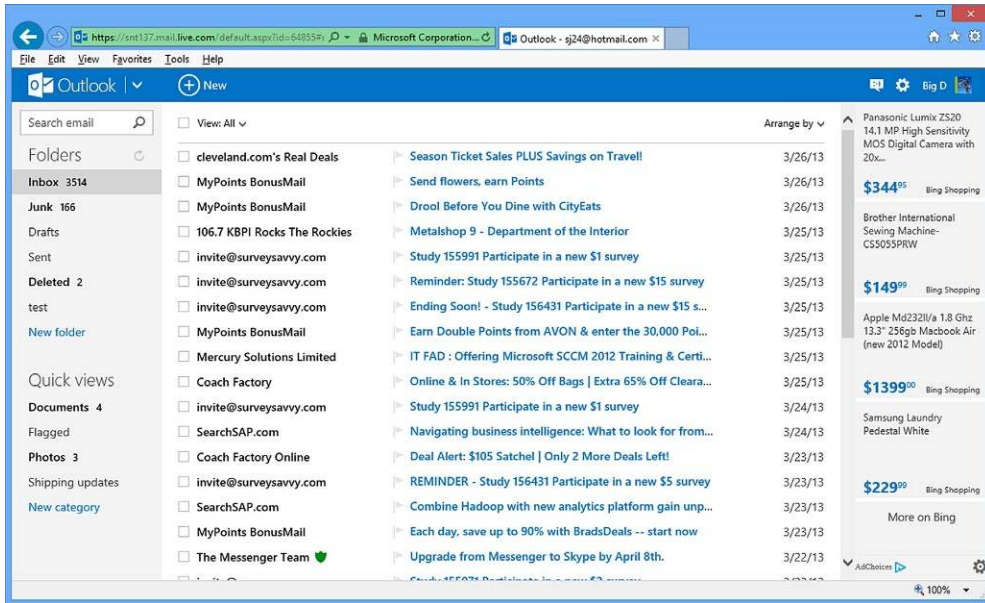 https://snt137.mail.live.com/default.aspx?id=64855#
Microsoft Corporation...
Outlook - sj24@hotmail.com
File Edit View Favorites Tools Help
Outlook
New
Big D
Search email
Folders
Inbox 3514
Junk 166
Drafts
Sent
Deleted 2
test
New folder
Quick views
Documents 4
Flagged
Photos 3
Shipping updates
New category
View: All Arrange by
cleveland.com's Real Deals Season Ticket Sales PLUS Savings on Travel! 3/26/13
MyPoints BonusMail Send flowers, earn Points 3/26/13
MyPoints BonusMail Drool Before You Dine with CityEats 3/26/13
106.7 KBPI Rocks The Rockies Metalshop 9 - Department of the Interior 3/25/13
invite@surveysavvy.com Study 155991 Participate in a new $1 survey 3/25/13
invite@surveysavvy.com Reminder: Study 155672 Participate in a new $15 survey 3/25/13
invite@surveysavvy.com Ending Soon! - Study 156431 Participate in a new $15 s... 3/25/13
MyPoints BonusMail Earn Double Points from AVON & enter the 30,000 Poi... 3/25/13
Mercury Solutions Limited IT FAD : Offering Microsoft SCCM 2012 Training & Certi... 3/25/13
Coach Factory Online & In Stores: 50% Off Bags | Extra 65% Off Cleara... 3/25/13
invite@surveysavvy.com Study 155991 Participate in a new $1 survey 3/24/13
SearchSAP.com Navigating business intelligence: What to look for from... 3/24/13
Coach Factory Online Deal Alert: $105 Satchel | Only 2 More Deals Left! 3/23/13
invite@surveysavvy.com REMINDER - Study 156431 Participate in a new $5 survey 3/23/13
SearchSAP.com Combine Hadoop with new analytics platform gain unp... 3/23/13
MyPoints BonusMail Each day, save up to 90% with BradsDeals -- start now 3/23/13
The Messenger Team Upgrade from Messenger to Skype by April 8th. 3/22/13
Panasonic Lumix ZS20
14.1 MP High Sensitivity
MOS Digital Camera with
20x...
$34495 Bing Shopping
Brother International
Sewing Machine-
CS5055PRW
$14999 Bing Shopping
Apple Md232ll/a 1.8 Ghz
13.3" 256gb Macbook Air
(new 2012 Model)
$139900 Bing Shopping
Samsung Laundry
Pedestal White
$22999 Bing Shopping
More on Bing
AdChoices
100%